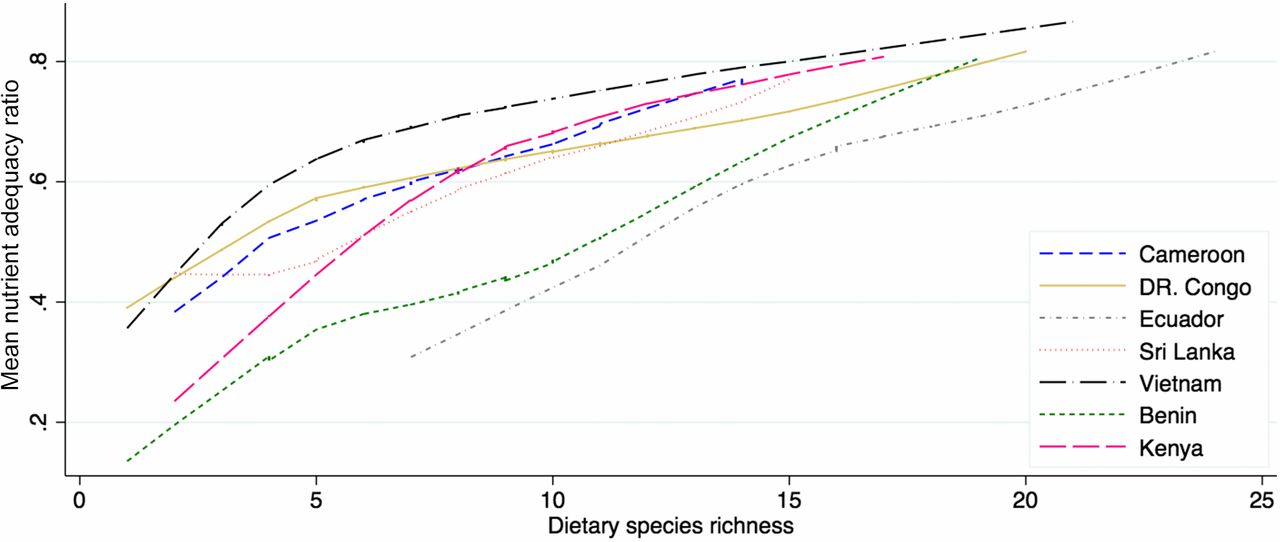 Mean nutrient adequacy ratio
.8
.6
.4
.2
0 5 10 15 20 25
Dietary species richness
Cameroon
DR. Congo
Ecuador
Sri Lanka
Vietnam
Benin
Kenya